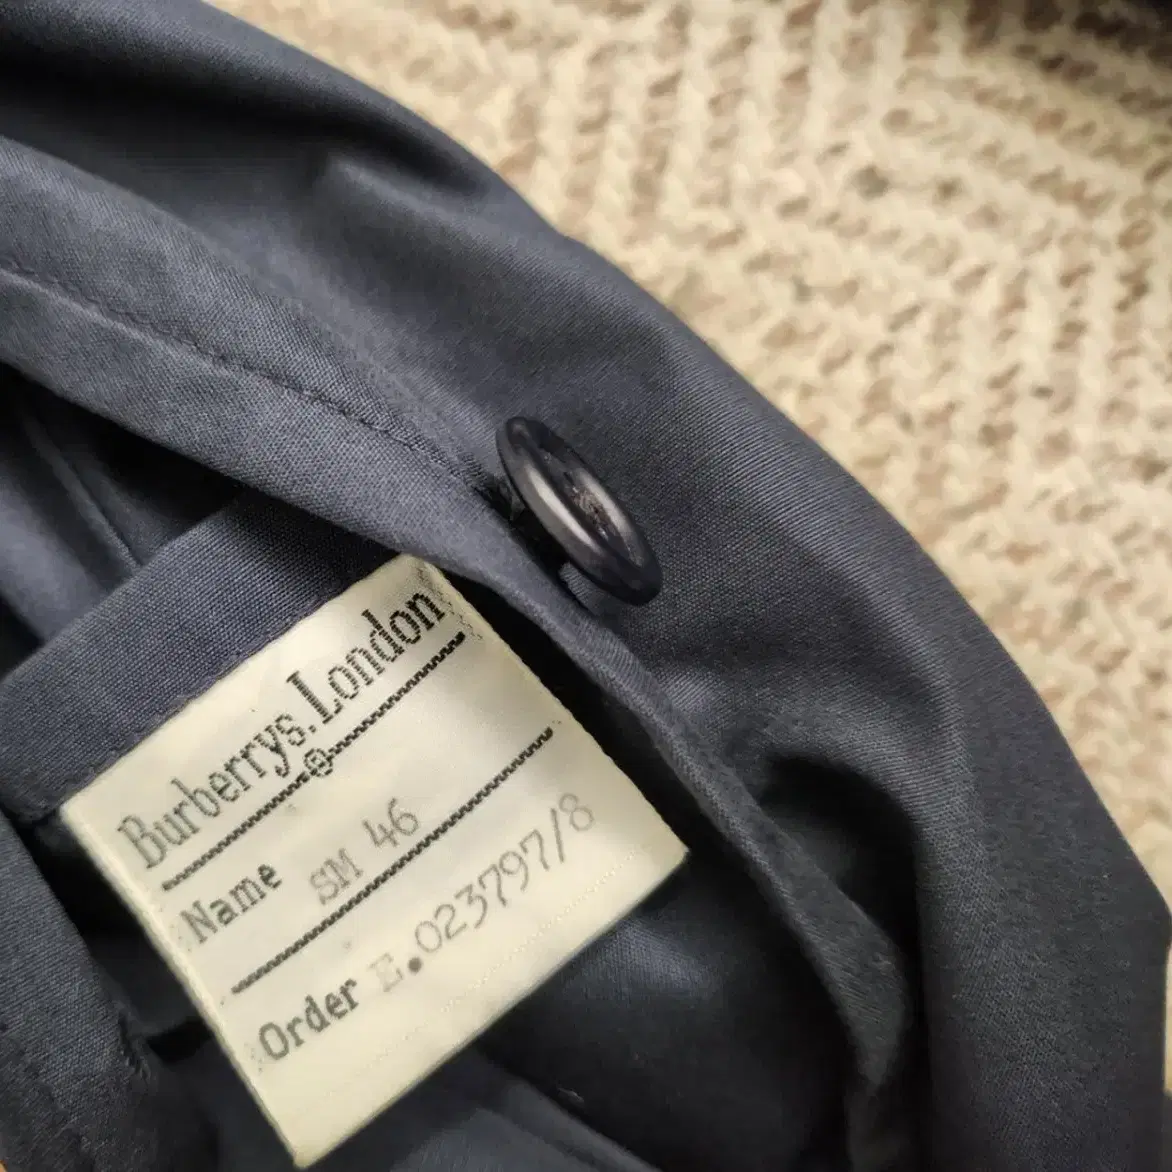 Burberrys. London
®
Name SM 46
Order E.023797/8